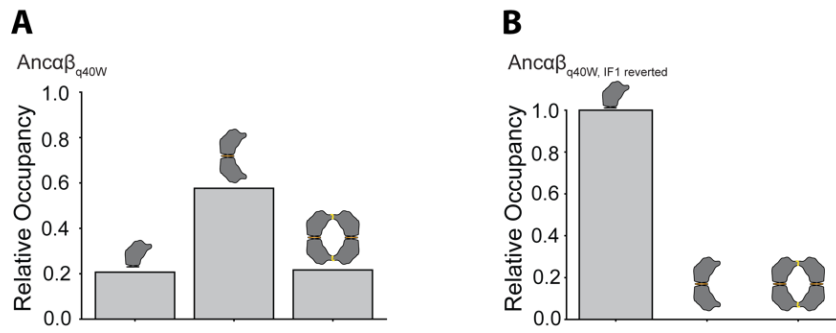 A
Ancαβq40W
Relative Occupancy
1.0
0.8
0.6
0.4
0.2
0.0
B
Ancαβq40W, IF1 reverted
Relative Occupancy
1.0
0.8
0.6
0.4
0.2
0.0